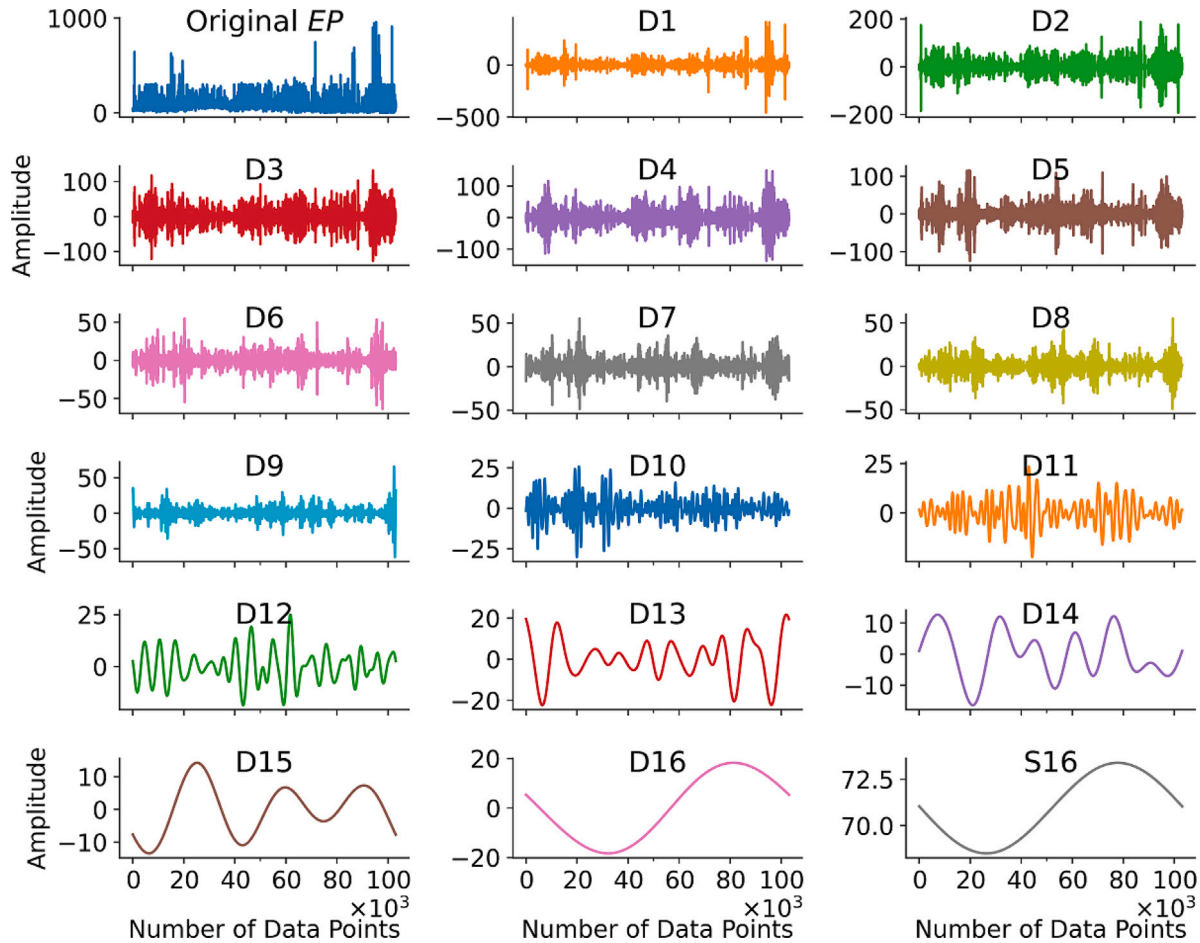 Original EP
1000
0
D1
0
−500
D2
200
0
−200
Amplitude
D3
100
0
−100
D4
100
0
−100
D5
100
0
−100
D6
50
0
−50
D7
50
0
−50
D8
50
0
−50
Amplitude
D9
50
0
−50
D10
25
0
−25
D11
25
0
D12
25
0
D13
20
0
−20
D14
10
0
−10
Amplitude
D15
10
0
−10
D16
20
0
−20
S16
72.5
70.0
0 20 40 60 80 100
×10³
Number of Data Points
0 20 40 60 80 100
×10³
Number of Data Points
0 20 40 60 80 100
×10³
Number of Data Points